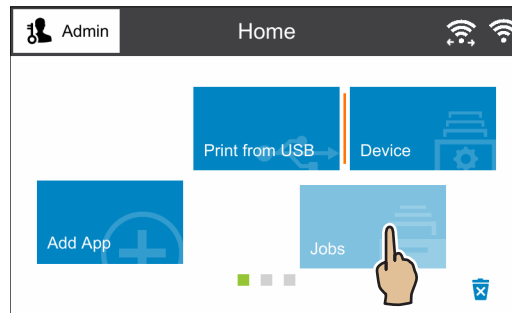 Admin
Home
Print from USB
Device
Add App
Jobs